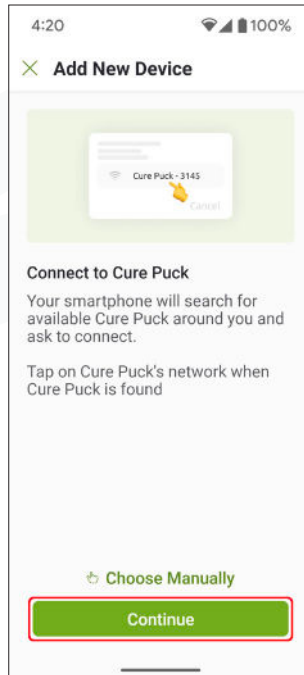 4:20 100%
Add New Device
Cure Puck - 3145
Cancel
Connect to Cure Puck
Your smartphone will search for
available Cure Puck around you and
ask to connect.
Tap on Cure Puck's network when
Cure Puck is found
Choose Manually
Continue